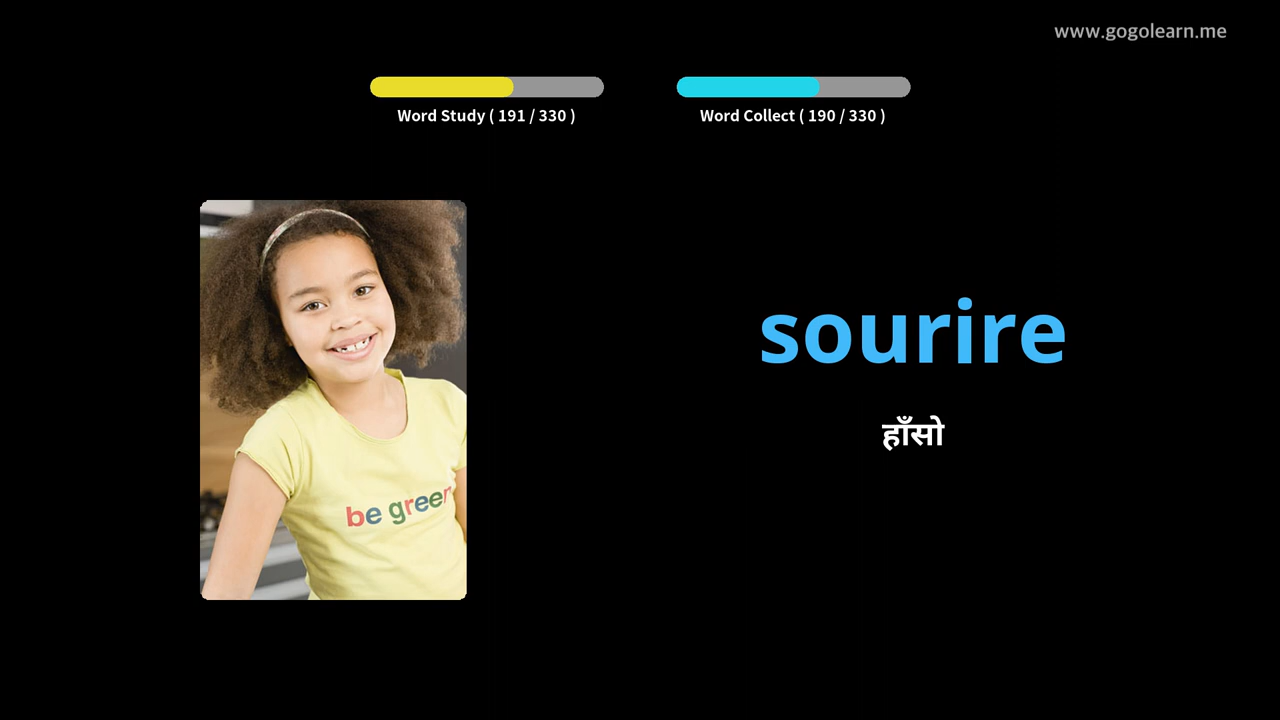 www.gogolearn.me
Word Study ( 191 / 330 )
Word Collect ( 190 / 330 )
sourire
हाँसो
be green